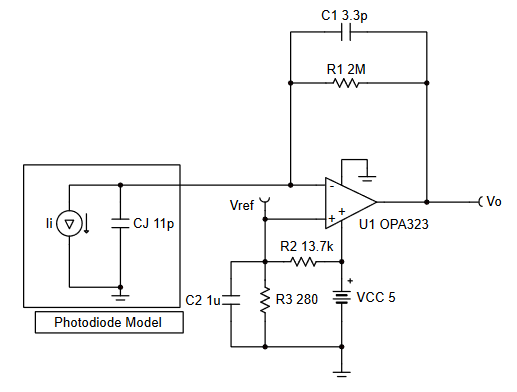 C1 3.3p
R1 2M
Vref
-
+
+
Vo
U1 OPA323
Ii
CJ 11p
R2 13.7k
+
C2 1u
R3 280
VCC 5
Photodiode Model